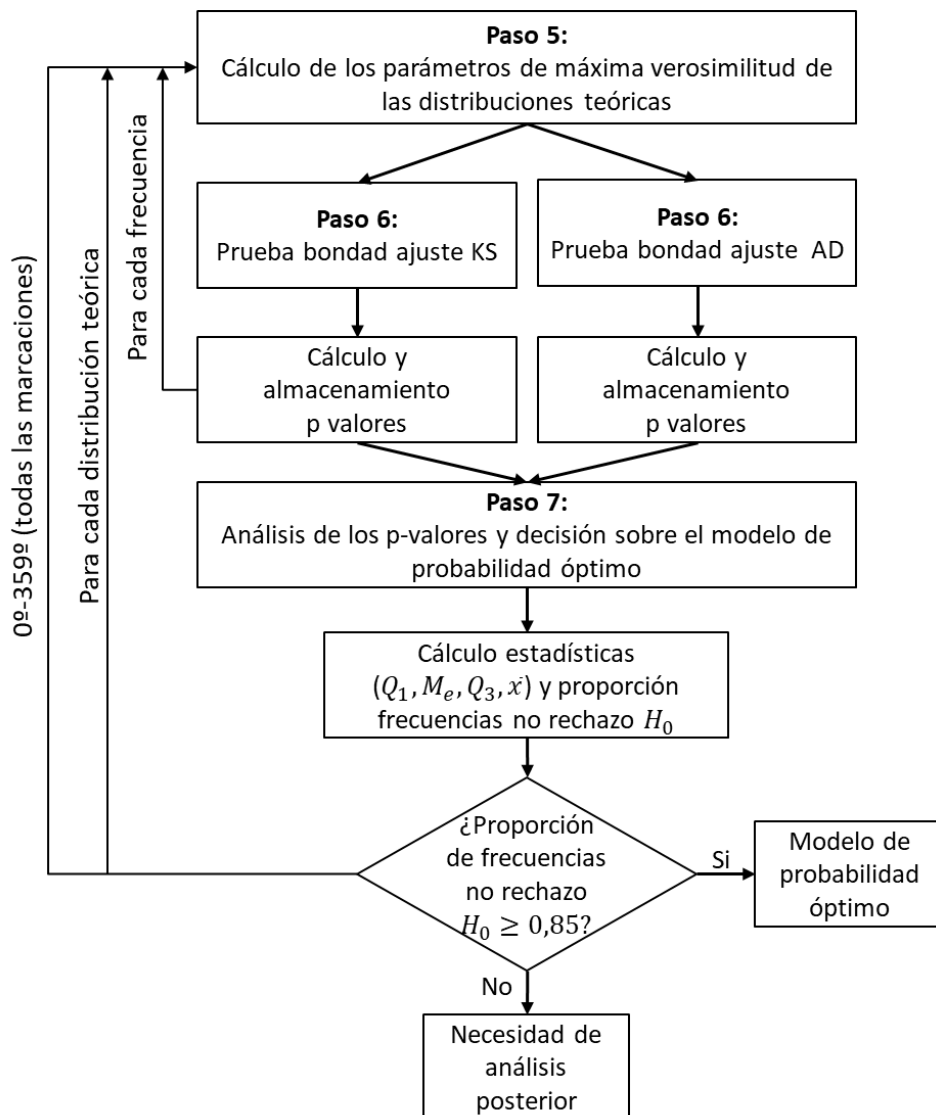 Paso 5:
Cálculo de los parámetros de máxima verosimilitud de
las distribuciones teóricas
Para cada frecuencia
Para cada distribución teórica
0º-359º (todas las marcaciones)
Paso 6:
Prueba bondad ajuste KS
Paso 6:
Prueba bondad ajuste AD
Cálculo y
almacenamiento
p valores
Cálculo y
almacenamiento
p valores
Paso 7:
Análisis de los p-valores y decisión sobre el modelo de
probabilidad óptimo
Cálculo estadísticas
(Q₁, Mₑ, Q₃, ẋ) y proporción
frecuencias no rechazo H₀
¿Proporción
de frecuencias
no rechazo
H₀ ≥ 0,85?
Si
Modelo de
probabilidad
óptimo
No
Necesidad de
análisis
posterior